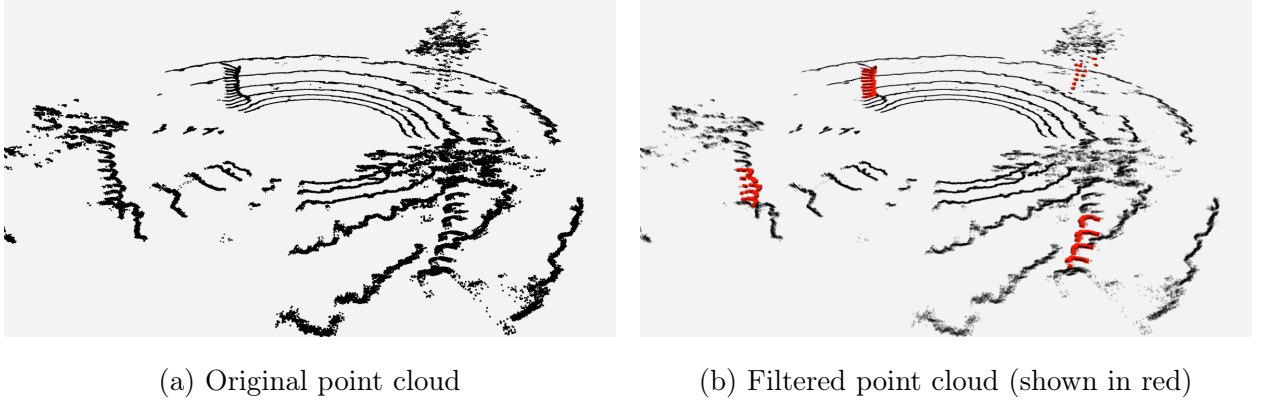 (a) Original point cloud
(b) Filtered point cloud (shown in red)